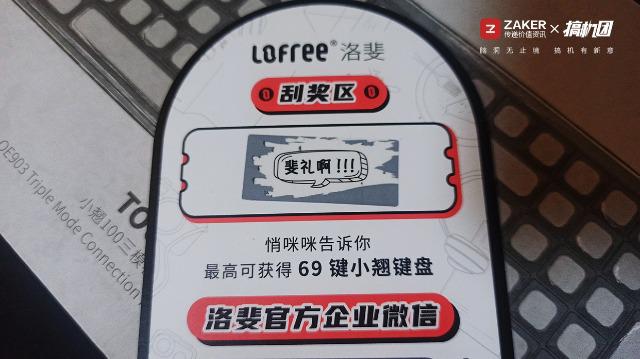 ZAKER
传递价值资讯
×
搞机团
脑洞无止境 搞机有新意
LOFREE® 洛斐
刮奖区
斐礼啊!!!
悄咪咪告诉你
最高可获得 69 键小翘键盘
洛斐官方企业微信
TO
小翘100三模
OE903 Triple Mode Connection